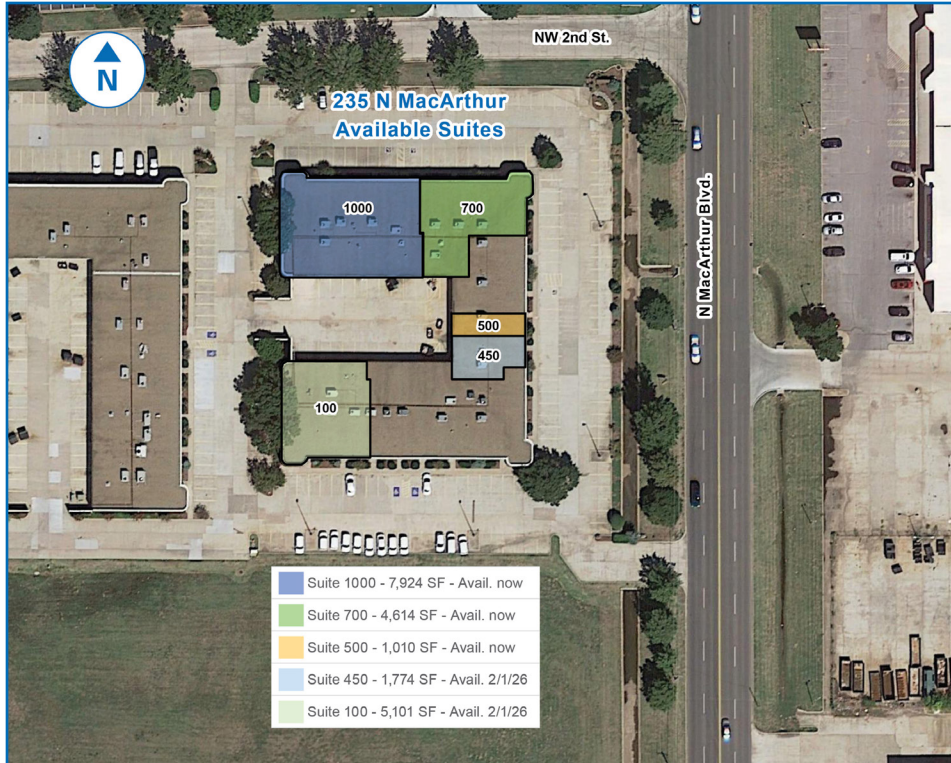 NW 2nd St.
N
235 N MacArthur
Available Suites
1000
700
N MacArthur Blvd.
500
450
100
Suite 1000 - 7,924 SF - Avail. now
Suite 700 - 4,614 SF - Avail. now
Suite 500 - 1,010 SF - Avail. now
Suite 450 - 1,774 SF - Avail. 2/1/26
Suite 100 - 5,101 SF - Avail. 2/1/26